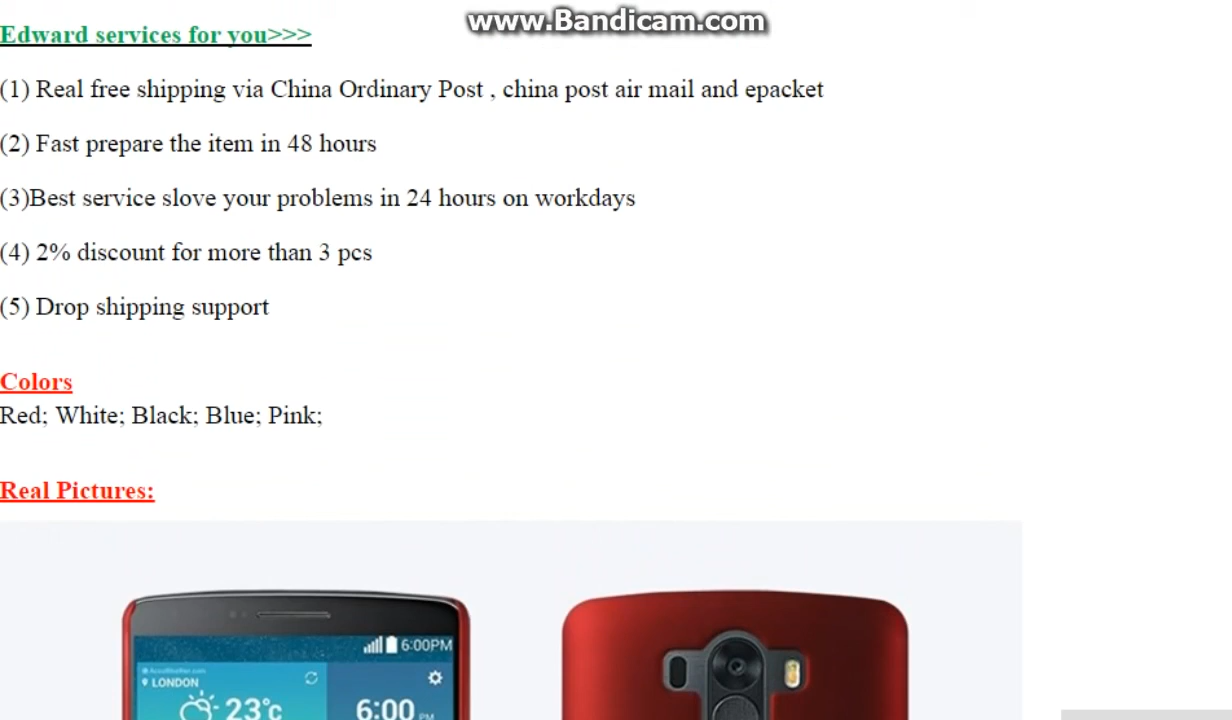 www.Bandicam.com
Edward services for you>>>
(1) Real free shipping via China Ordinary Post , china post air mail and epacket
(2) Fast prepare the item in 48 hours
(3)Best service slove your problems in 24 hours on workdays
(4) 2% discount for more than 3 pcs
(5) Drop shipping support
Colors
Red; White; Black; Blue; Pink;
Real Pictures:
6:00PM
LONDON
23°c
6:00 PM